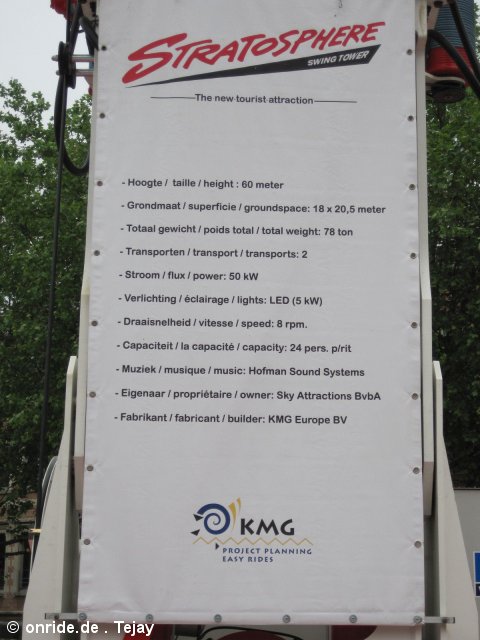 STRATOSPHERE
SWING TOWER
The new tourist attraction
- Hoogte / taille / height : 60 meter
- Grondmaat / superficie / groundspace: 18 x 20,5 meter
- Totaal gewicht / poids total / total weight: 78 ton
- Transporten / transport / transports: 2
- Stroom / flux / power: 50 kW
- Verlichting / éclairage / lights: LED (5 kW)
- Draaisnelheid / vitesse / speed: 8 rpm.
- Capaciteit / la capacité / capacity: 24 pers. p/rit
- Muziek / musique / music: Hofman Sound Systems
- Eigenaar / propriétaire / owner: Sky Attractions BvbA
- Fabrikant / fabricant / builder: KMG Europe BV
KMG
PROJECT PLANNING
EASY RIDES
© onride.de . Tejay